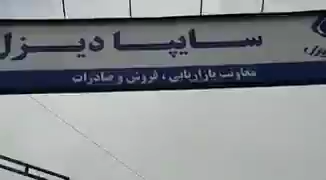 سایپا دیزل
معاونت بازاریابی ، فروش و صادرات